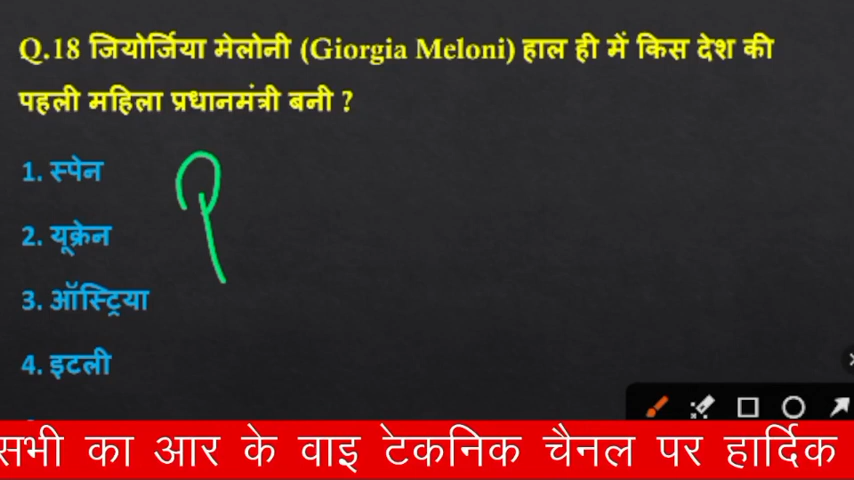 Q.18 जियोर्जिया मेलोनी (Giorgia Meloni) हाल ही में किस देश की
पहली महिला प्रधानमंत्री बनी ?
1. स्पेन
2. यूक्रेन
3. ऑस्ट्रिया
4. इटली
सभी का आर के वाइ टेकनिक चैनल पर हार्दिक